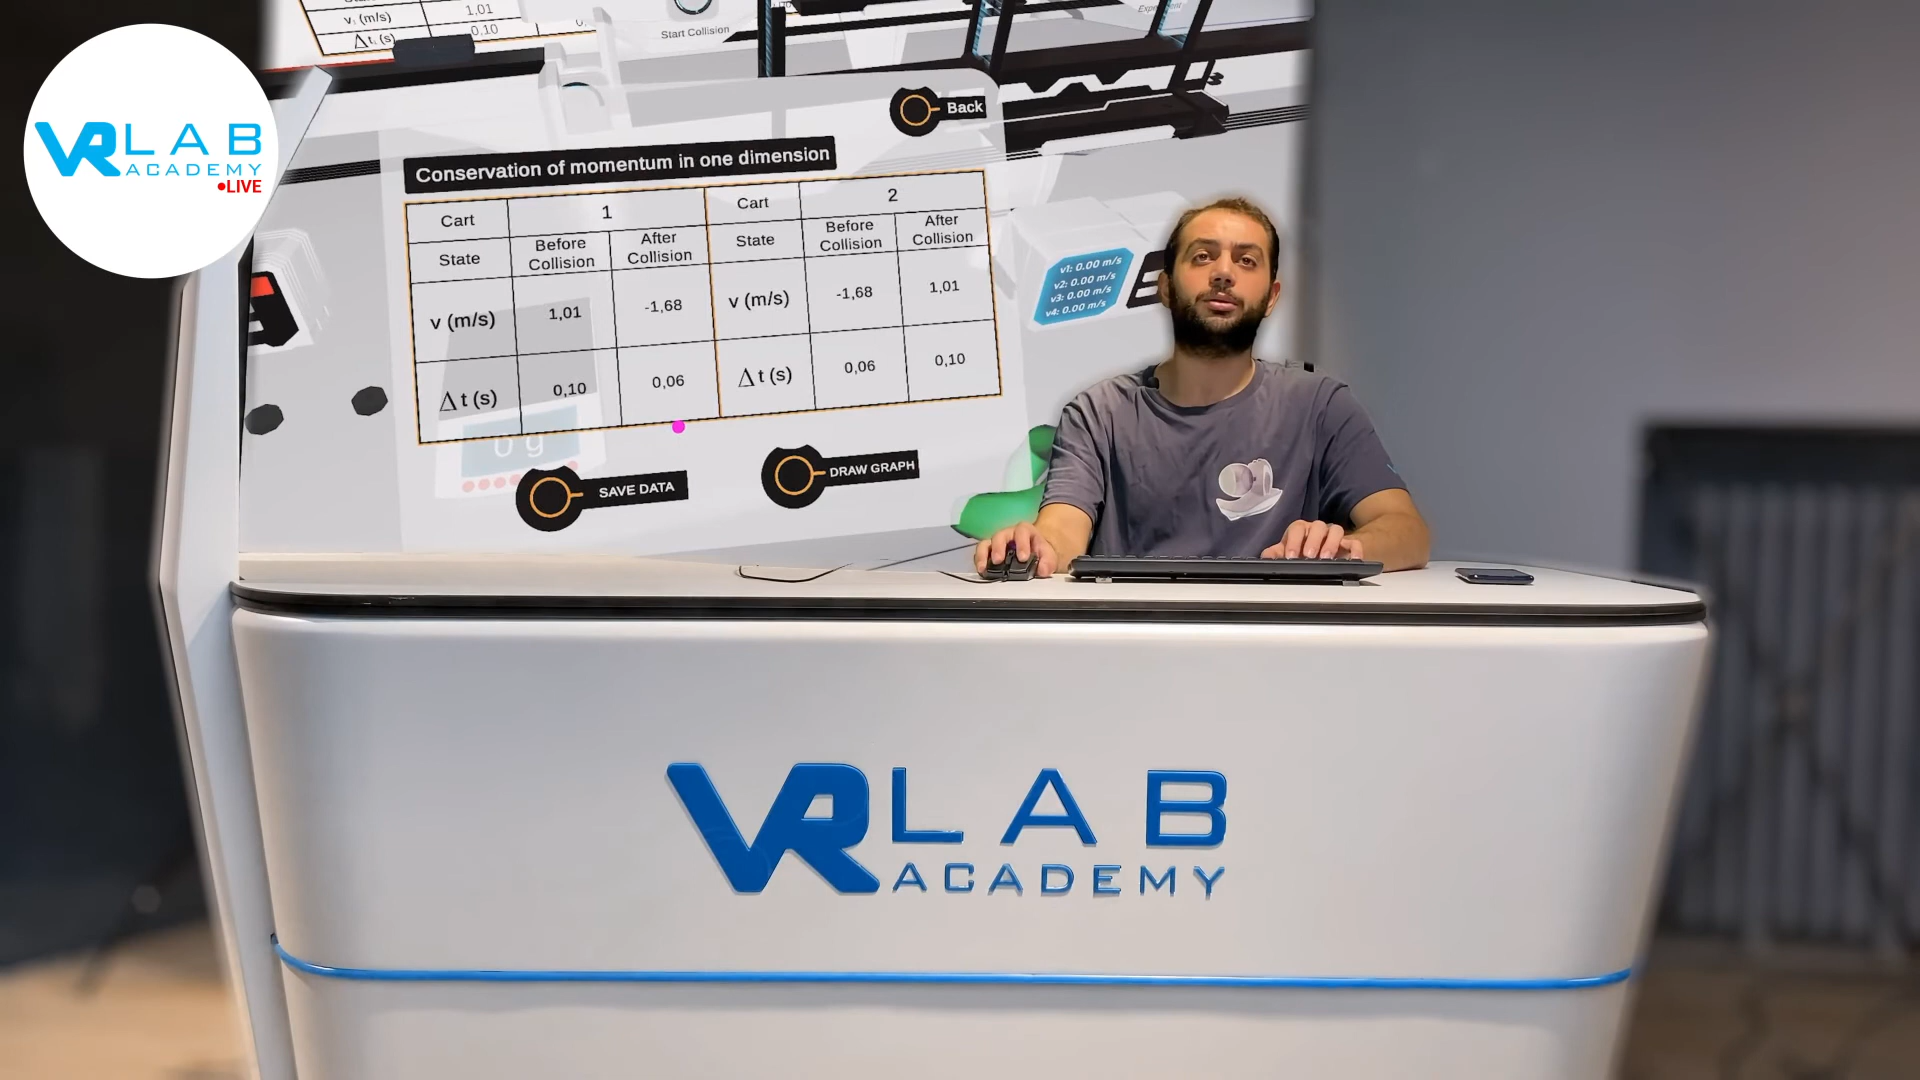 VR LAB
ACADEMY
LIVE
v (m/s) 1,01
Δt (s) 0,10
Start Collision
Back
Conservation of momentum in one dimension
Cart 1 Cart 2
State Before Collision After Collision State Before Collision After Collision
v (m/s) 1,01 -1,68 v (m/s) -1,68 1,01
Δt (s) 0,10 0,06 Δt (s) 0,06 0,10
v1: 0.00 m/s
v2: 0.00 m/s
v3: 0.00 m/s
v4: 0.00 m/s
SAVE DATA
DRAW GRAPH
VR LAB
ACADEMY